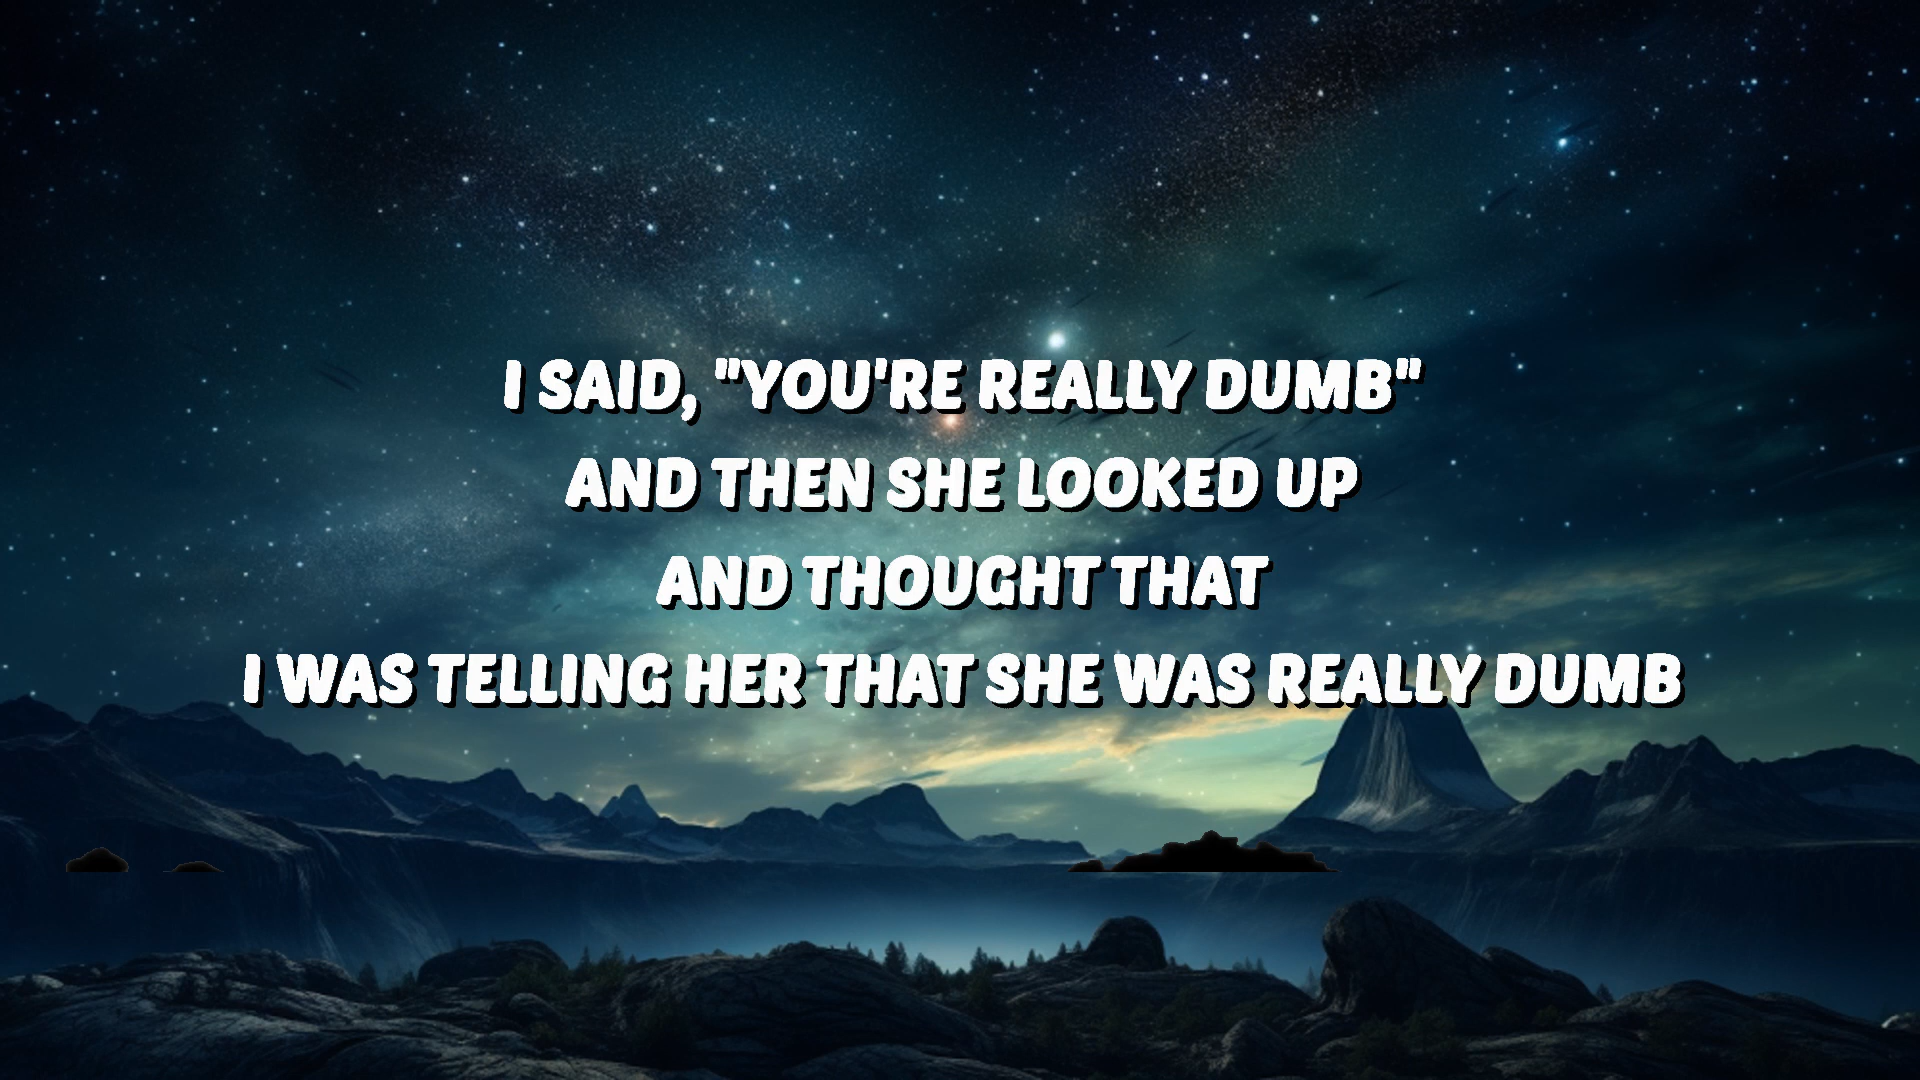 I SAID, "YOU'RE REALLY DUMB"
AND THEN SHE LOOKED UP
AND THOUGHT THAT
I WAS TELLING HER THAT SHE WAS REALLY DUMB